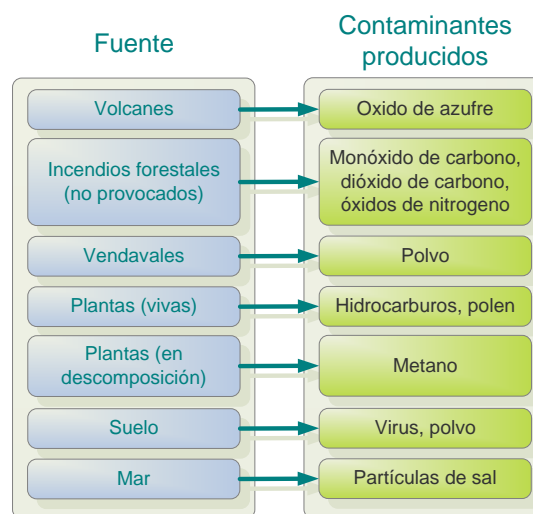 Fuente
Contaminantes
producidos
Volcanes
Oxido de azufre
Incendios forestales
(no provocados)
Monóxido de carbono,
dióxido de carbono,
óxidos de nitrogeno
Vendavales
Polvo
Plantas (vivas)
Hidrocarburos, polen
Plantas (en
descomposición)
Metano
Suelo
Virus, polvo
Mar
Partículas de sal